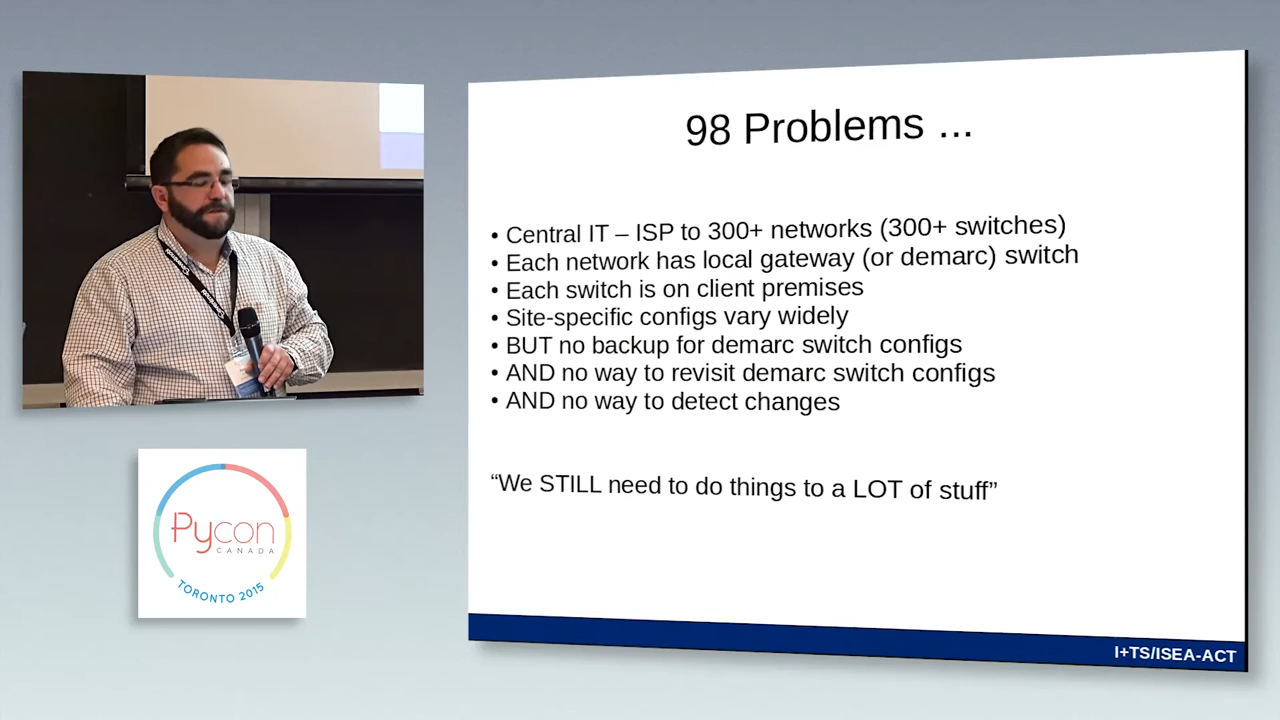 98 Problems ...
• Central IT – ISP to 300+ networks (300+ switches)
• Each network has local gateway (or demarc) switch
• Each switch is on client premises
• Site-specific configs vary widely
• BUT no backup for demarc switch configs
• AND no way to revisit demarc switch configs
• AND no way to detect changes
“We STILL need to do things to a LOT of stuff”
I+TS/ISEA-ACT
Pycon
CANADA
TORONTO 2015